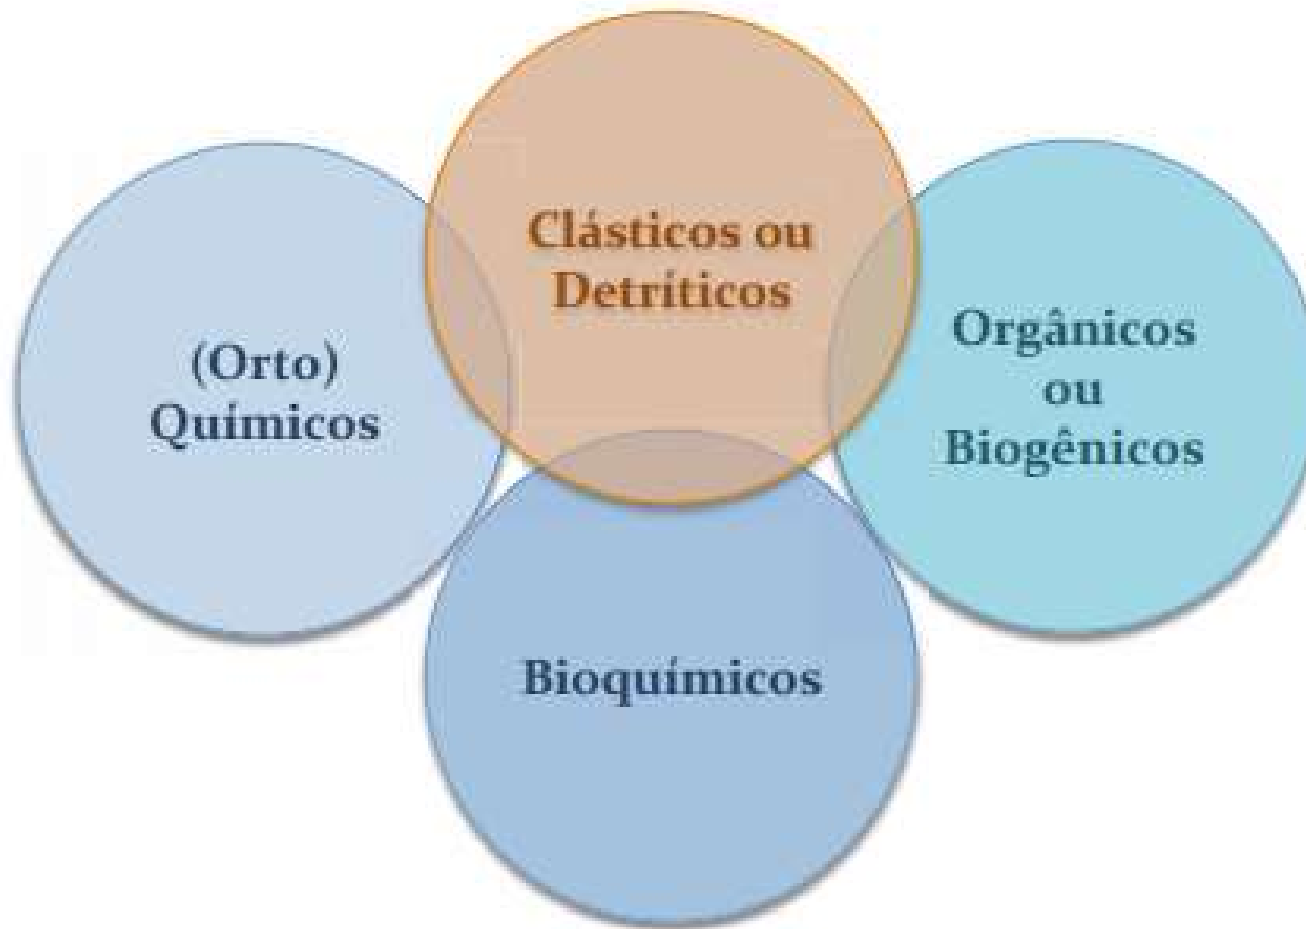 Clásticos ou
Detríticos
(Orto)
Químicos
Orgânicos
ou
Biogênicos
Bioquímicos